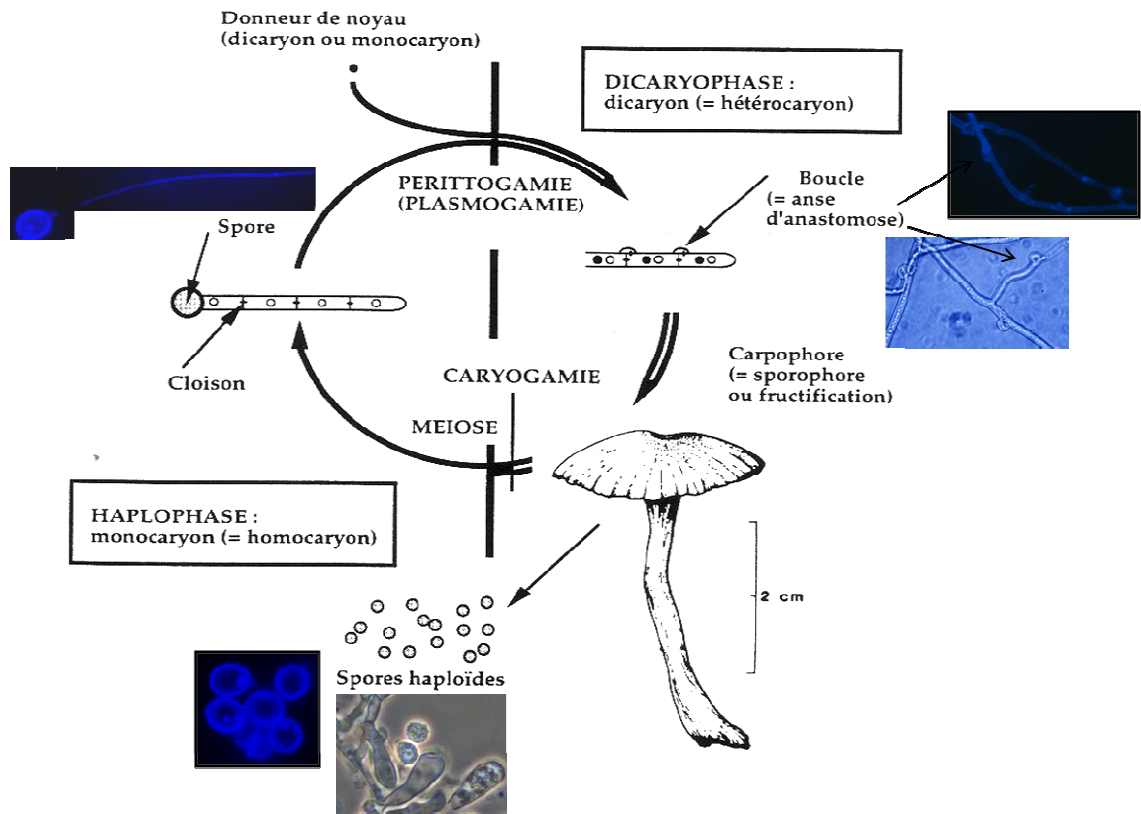 Donneur de noyau
(dicaryon ou monocaryon)
DICARYOPHASE :
dicaryon (= hétérocaryon)
PERITTOGAMIE
(PLASMOGAMIE)
Boucle
(= anse
d'anastomose)
Spore
Cloison
CARYOGAMIE
Carpophore
(= sporophore
ou fructification)
MEIOSE
HAPLOPHASE :
monocaryon (= homocaryon)
2 cm
Spores haploïdes